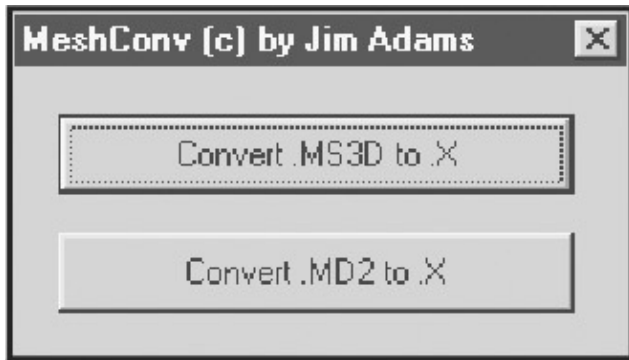 MeshConv (c) by Jim Adams
Convert .MS3D to .X
Convert .MD2 to .X